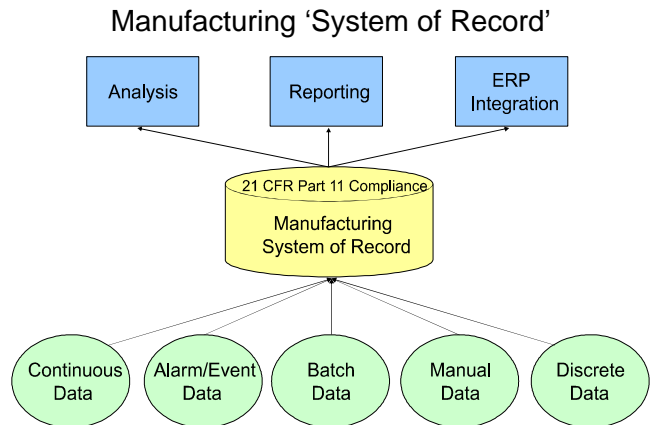 Manufacturing ‘System of Record’
Analysis
Reporting
ERP
Integration
21 CFR Part 11 Compliance
Manufacturing
System of Record
Continuous
Data
Alarm/Event
Data
Batch
Data
Manual
Data
Discrete
Data